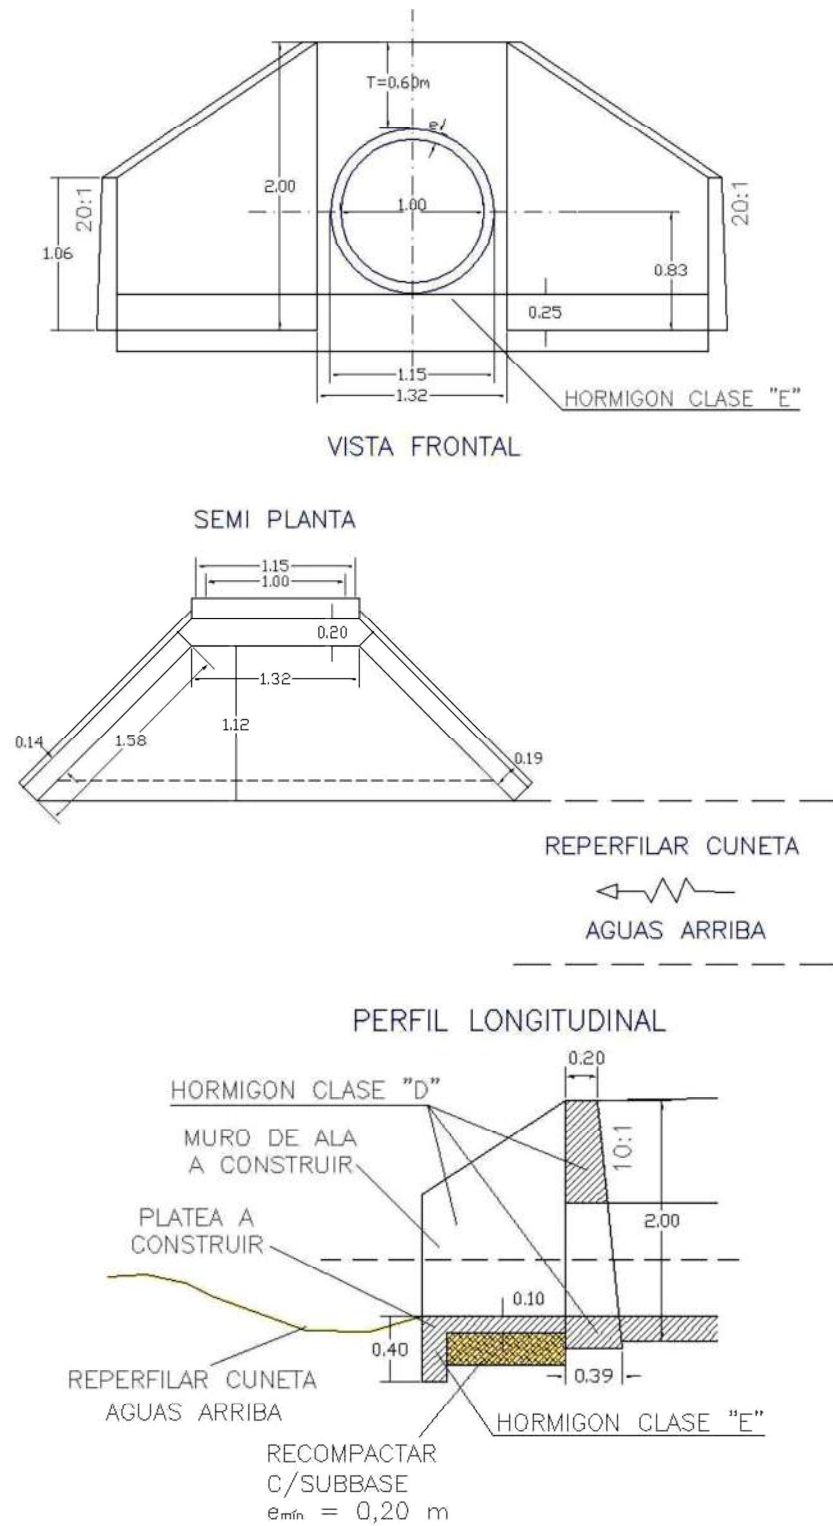 T=0.60m
e
2.00
20:1
1.00
20:1
1.06
0.83
0.25
1.15
1.32
HORMIGON CLASE "E"
VISTA FRONTAL
SEMI PLANTA
1.15
1.00
0.20
1.32
1.12
1.58
0.14
0.19
REPERFILAR CUNETA
AGUAS ARRIBA
PERFIL LONGITUDINAL
0.20
HORMIGON CLASE "D"
MURO DE ALA
A CONSTRUIR
10:1
PLATEA A
CONSTRUIR
2.00
0.10
0.40
0.39
REPERFILAR CUNETA
AGUAS ARRIBA
HORMIGON CLASE "E"
RECOMPACTAR
C/SUBBASE
emín = 0,20 m